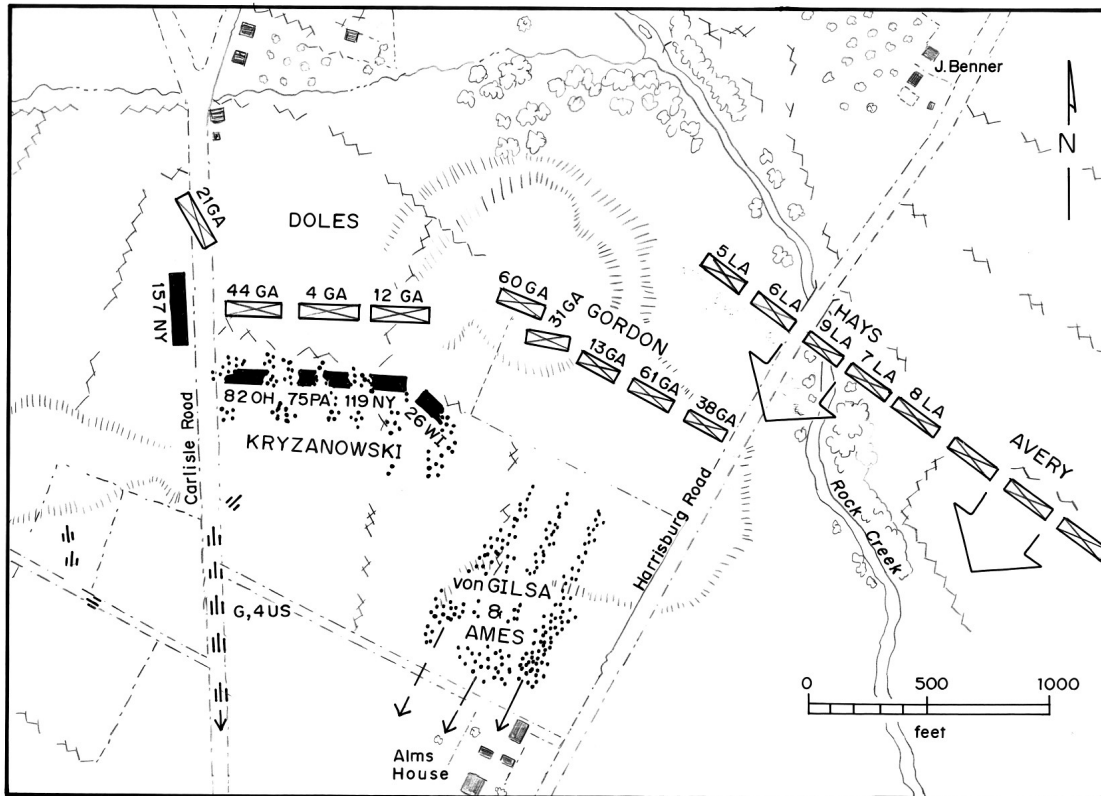 J. Benner
N
21 GA
DOLES
157 NY
44 GA
4 GA
12 GA
60 GA
31 GA
GORDON
13 GA
61 GA
38 GA
5 LA
6 LA
HAYS
9 LA
7 LA
8 LA
AVERY
82 OH
75 PA
119 NY
26 WI
KRYZANOWSKI
Carlisle Road
Harrisburg Road
Rock Creek
von GILSA
&
AMES
G, 4 US
Alms
House
0 500 1000
feet